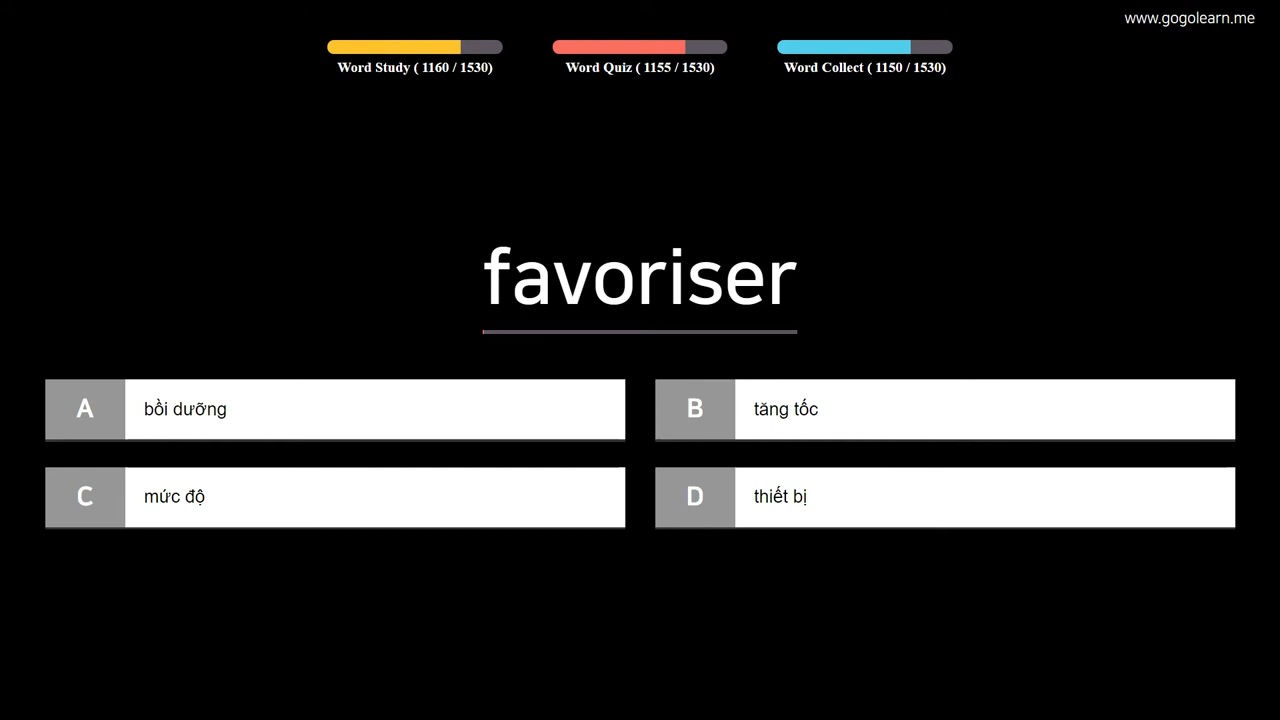 www.gogolearn.me
Word Study ( 1160 / 1530)
Word Quiz ( 1155 / 1530)
Word Collect ( 1150 / 1530)
favoriser
A bồi dưỡng
B tăng tốc
C mức độ
D thiết bị